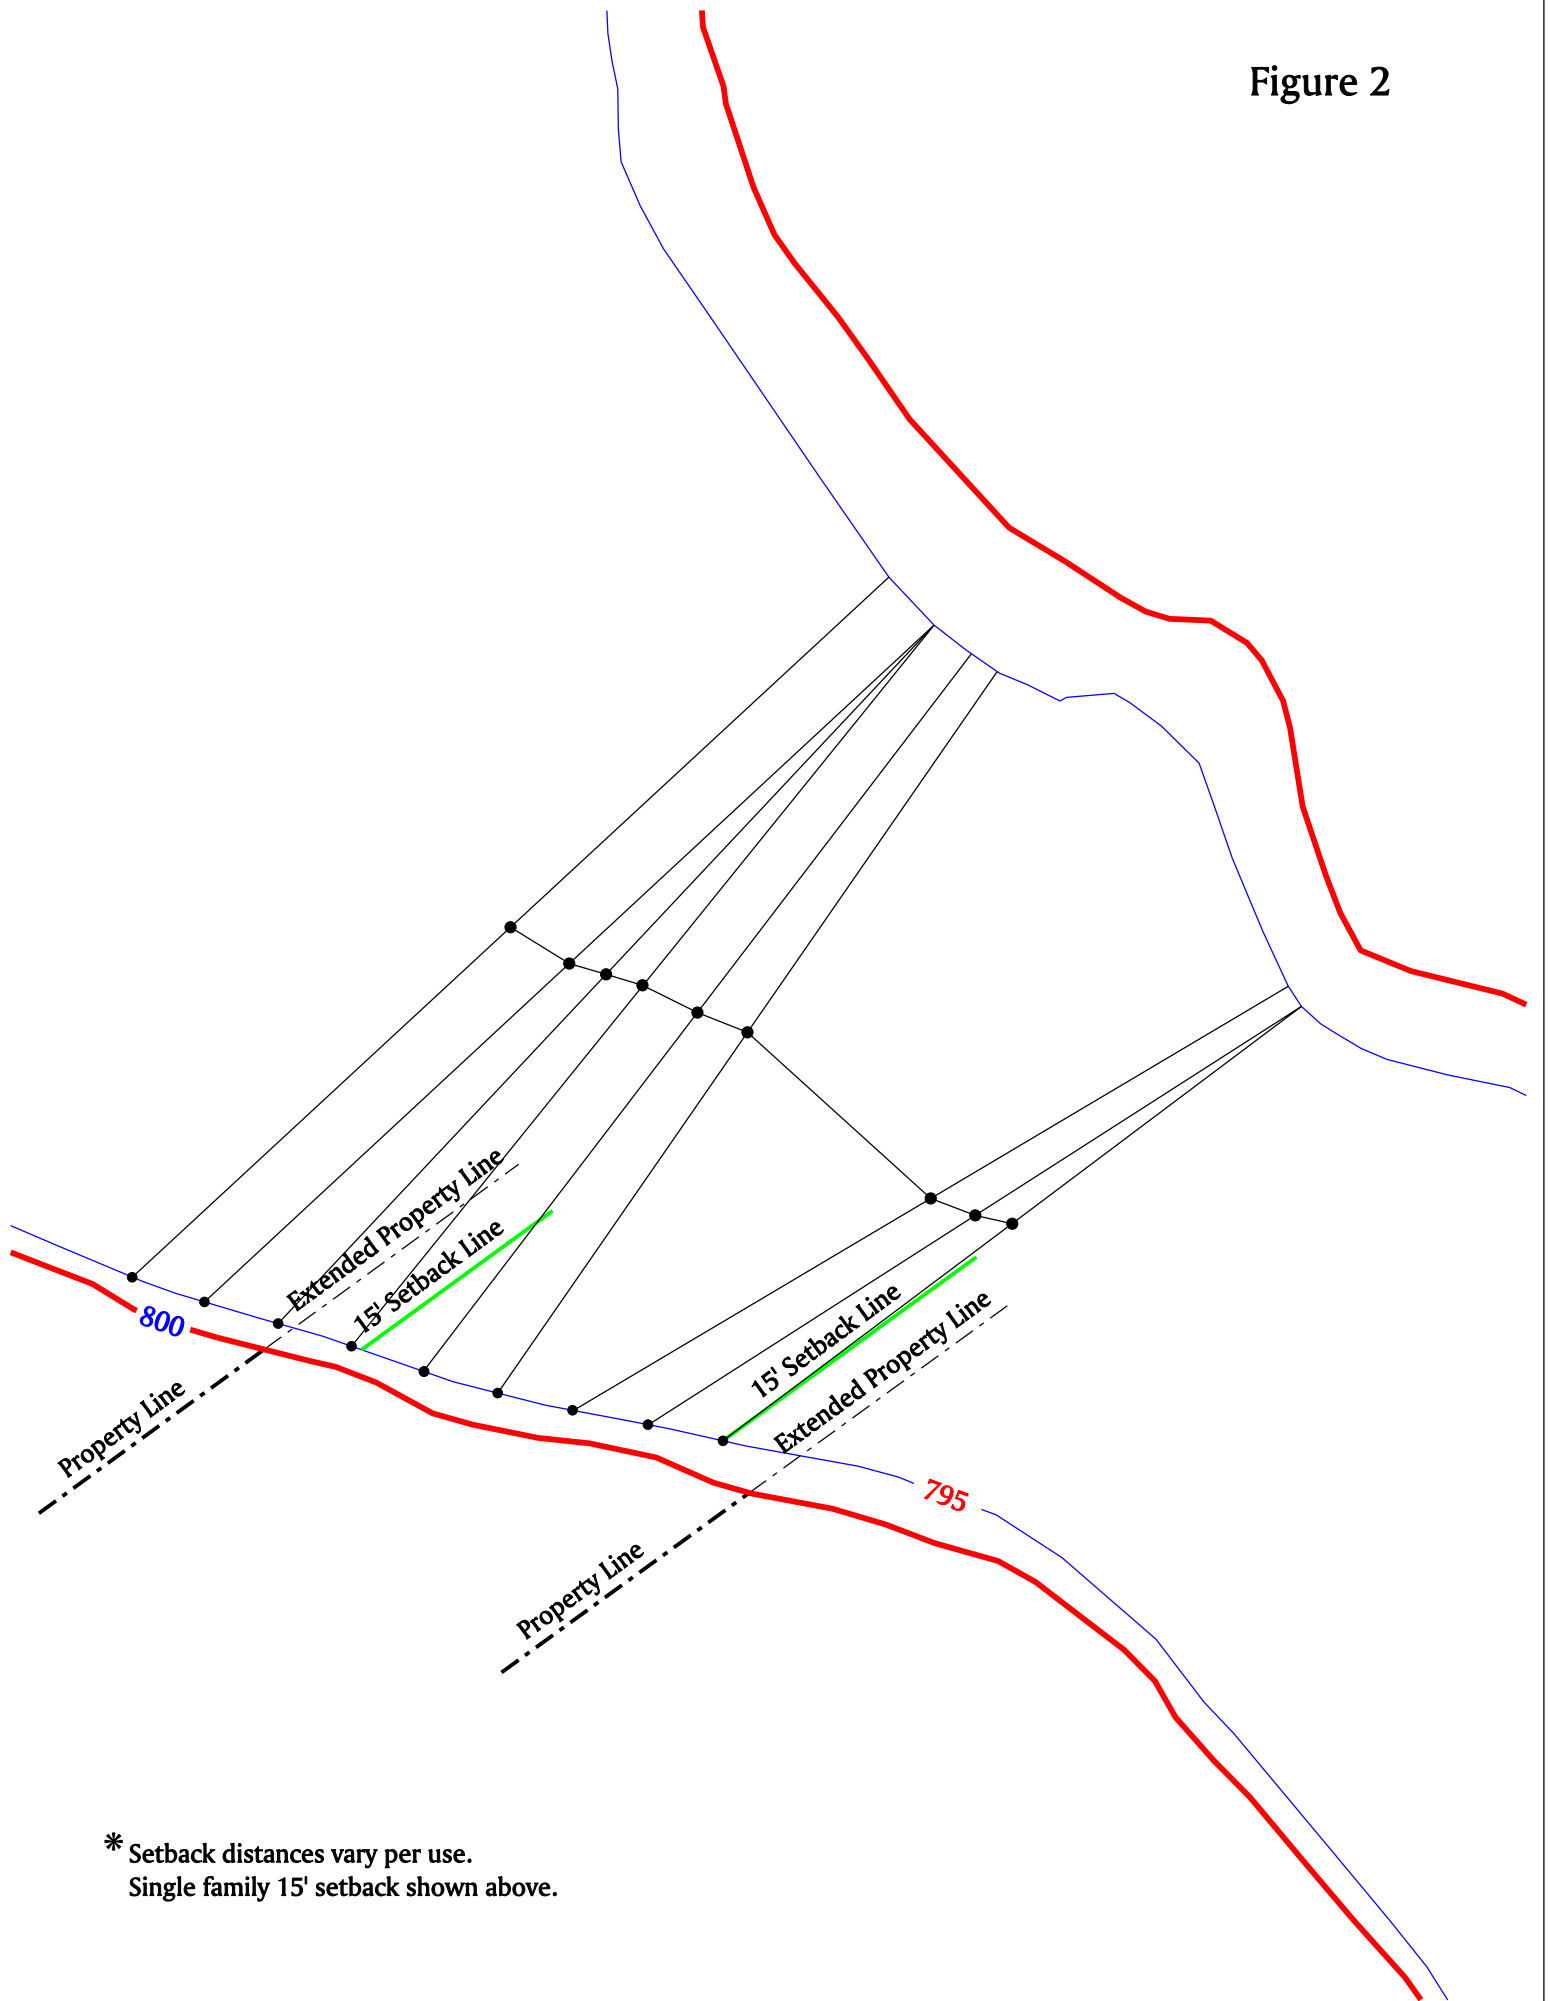 Figure 2
Extended Property Line
15' Setback Line
800
Property Line
15' Setback Line
Extended Property Line
795
Property Line
* Setback distances vary per use.
Single family 15' setback shown above.